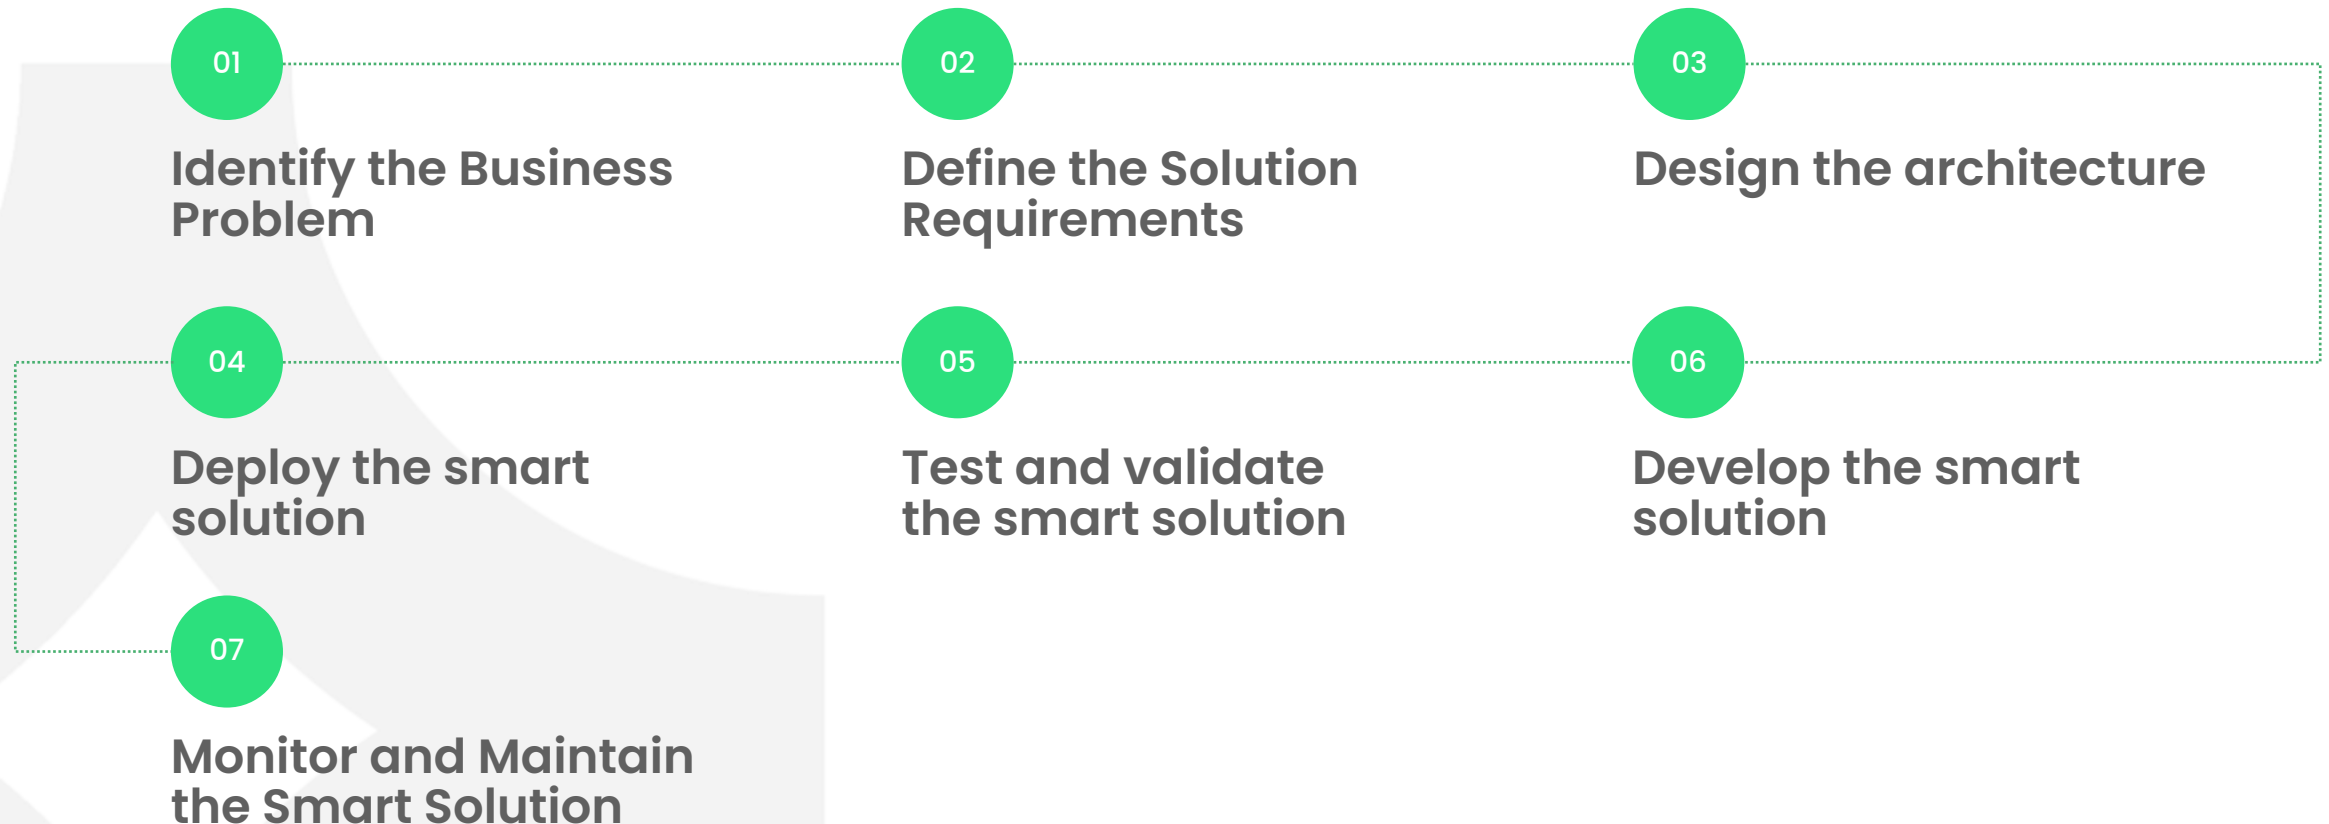 01
Identify the Business
Problem
02
Define the Solution
Requirements
03
Design the architecture
04
Deploy the smart
solution
05
Test and validate
the smart solution
06
Develop the smart
solution
07
Monitor and Maintain
the Smart Solution